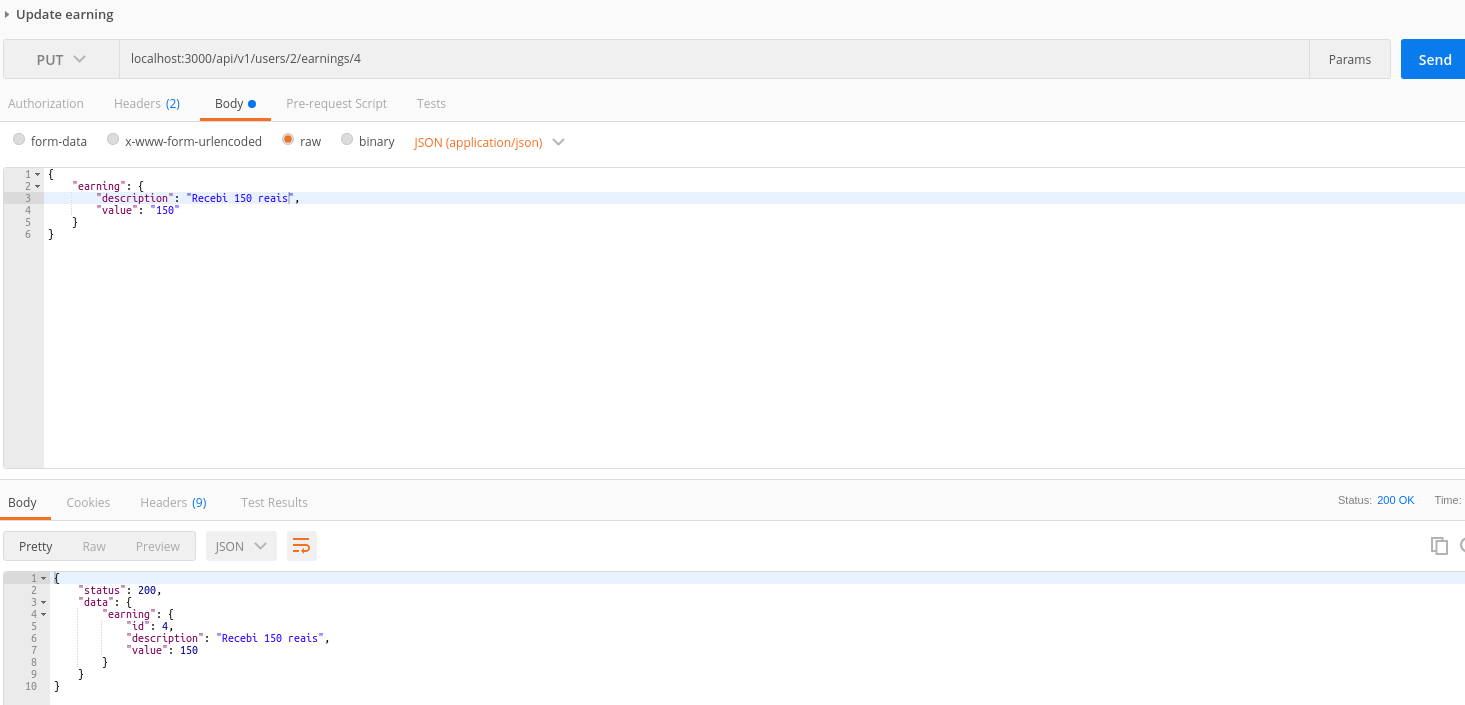 Update earning
PUT localhost:3000/api/v1/users/2/earnings/4 Params Send
Authorization Headers (2) Body Pre-request Script Tests
form-data x-www-form-urlencoded raw binary JSON (application/json)
1 {
2 "earning": {
3 "description": "Recebi 150 reais",
4 "value": "150"
5 }
6 }
Body Cookies Headers (9) Test Results Status: 200 OK Time:
Pretty Raw Preview JSON
1 {
2 "status": 200,
3 "data": {
4 "earning": {
5 "id": 4,
6 "description": "Recebi 150 reais",
7 "value": 150
8 }
9 }
10 }